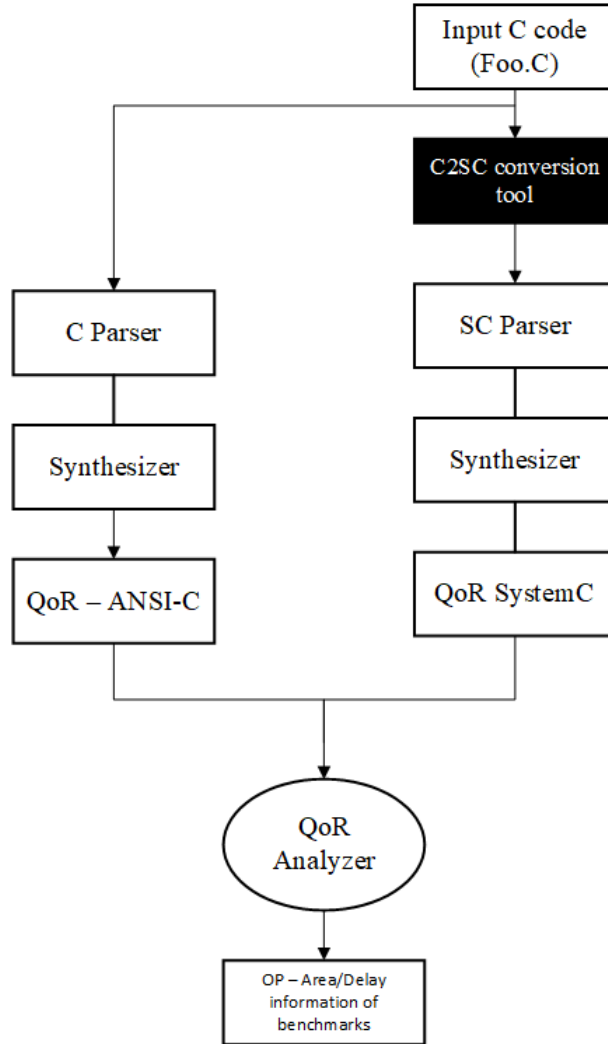 Input C code
(Foo.C)
C2SC conversion
tool
C Parser
SC Parser
Synthesizer
Synthesizer
QoR – ANSI-C
QoR SystemC
QoR
Analyzer
OP – Area/Delay
information of
benchmarks